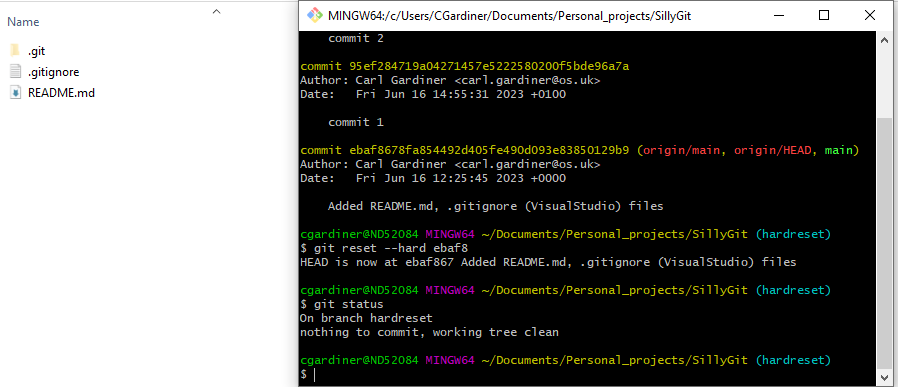 Name
.git
.gitignore
README.md
MINGW64:/c/Users/CGardiner/Documents/Personal_projects/SillyGit
commit 2
commit 95ef284719a04271457e5222580200f5bde96a7a
Author: Carl Gardiner <carl.gardiner@os.uk>
Date:   Fri Jun 16 14:55:31 2023 +0100
commit 1
commit ebaf8678fa854492d405fe490d093e83850129b9 (origin/main, origin/HEAD, main)
Author: Carl Gardiner <carl.gardiner@os.uk>
Date:   Fri Jun 16 12:25:45 2023 +0000
Added README.md, .gitignore (VisualStudio) files
cgardiner@ND52084 MINGW64 ~/Documents/Personal_projects/SillyGit (hardreset)
$ git reset --hard ebaf8
HEAD is now at ebaf867 Added README.md, .gitignore (VisualStudio) files
cgardiner@ND52084 MINGW64 ~/Documents/Personal_projects/SillyGit (hardreset)
$ git status
On branch hardreset
nothing to commit, working tree clean
cgardiner@ND52084 MINGW64 ~/Documents/Personal_projects/SillyGit (hardreset)
$